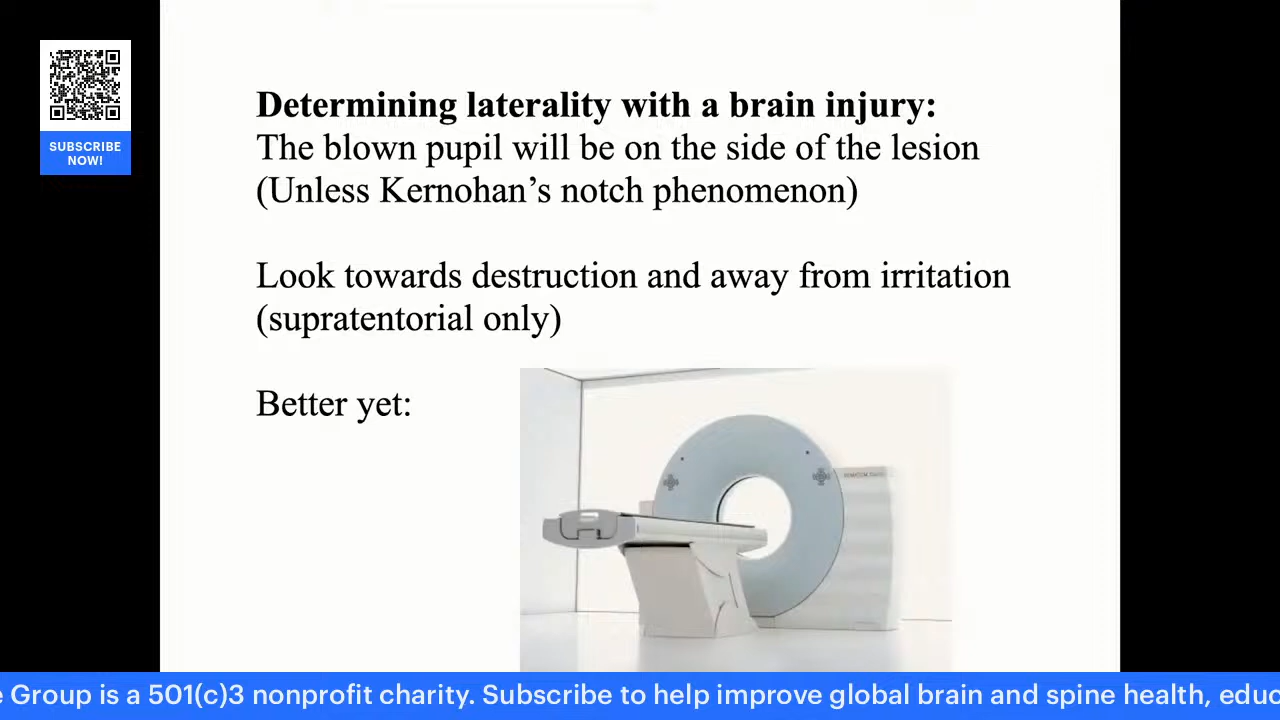 SUBSCRIBE
NOW!
Determining laterality with a brain injury:
The blown pupil will be on the side of the lesion
(Unless Kernohan’s notch phenomenon)
Look towards destruction and away from irritation
(supratentorial only)
Better yet:
e Group is a 501(c)3 nonprofit charity. Subscribe to help improve global brain and spine health, educ